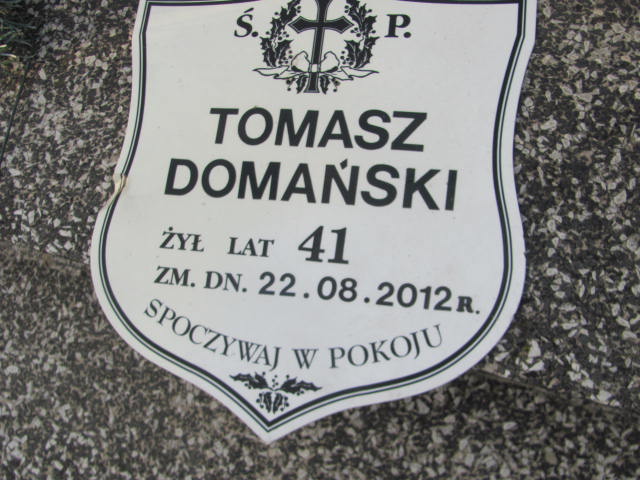 Ś. P.
TOMASZ
DOMAŃSKI
ŻYŁ LAT 41
ZM. DN. 22.08.2012 R.
SPOCZYWAJ W POKOJU